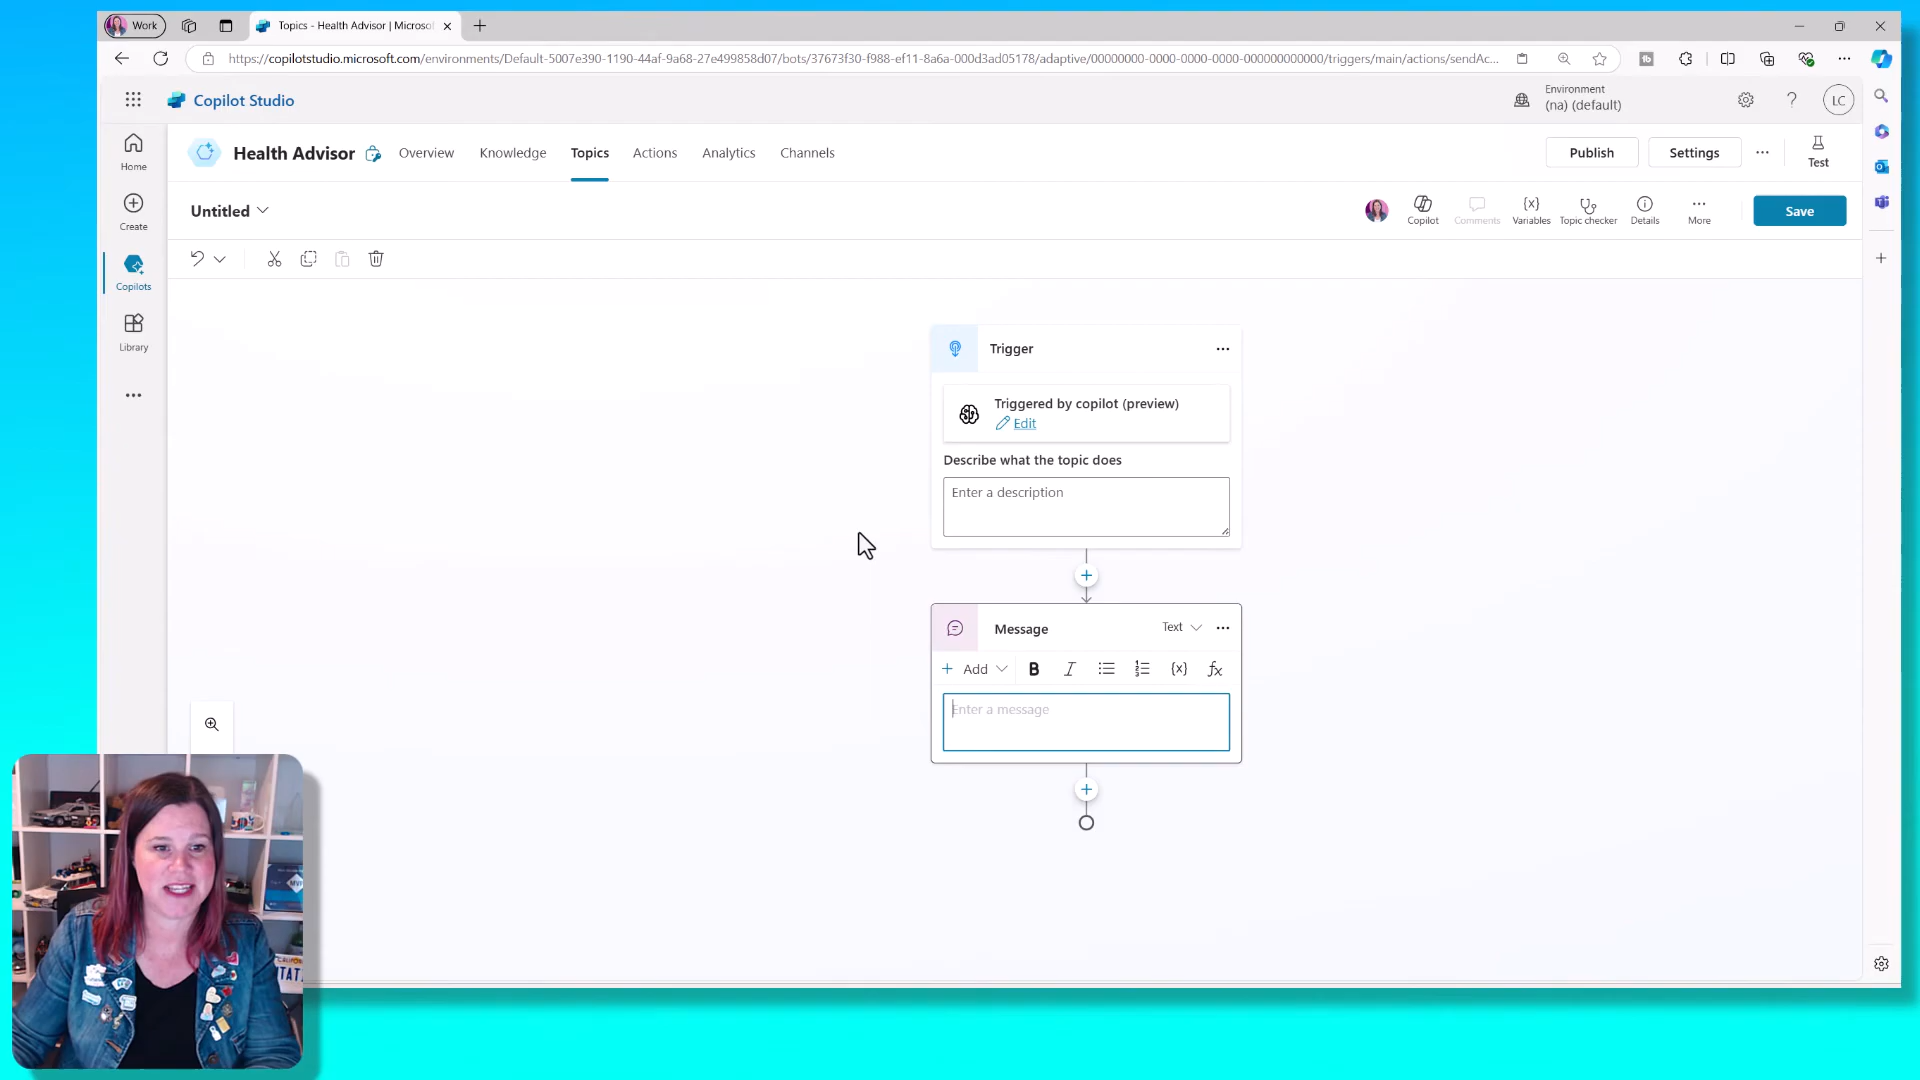 Work
Topics - Health Advisor | Microsof
https://copilotstudio.microsoft.com/environments/Default-5007e390-1190-44af-9a68-27e499858d07/bots/37673f30-f988-ef11-8a6a-000d3ad05178/adaptive/00000000-0000-0000-0000-000000000000/triggers/main/actions/sendAc...
Copilot Studio
Environment
(na) (default)
LC
Home
Create
Copilots
Library
Health Advisor
Overview
Knowledge
Topics
Actions
Analytics
Channels
Publish
Settings
Test
Untitled
Copilot
Comments
Variables
Topic checker
Details
More
Save
Trigger
Triggered by copilot (preview)
Edit
Describe what the topic does
Enter a description
Message
Text
Add
Enter a message